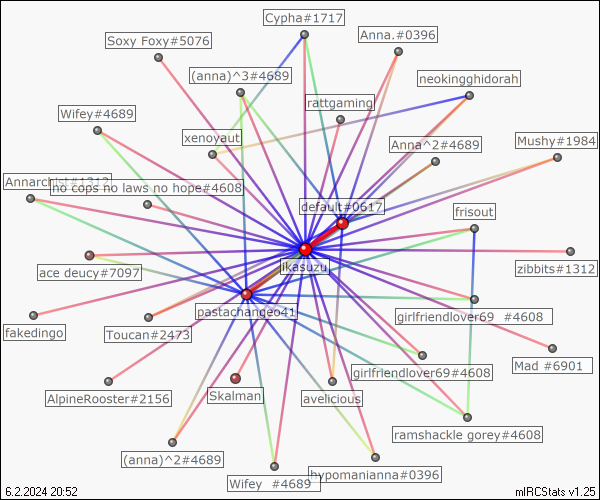 Cypha#1717
Anna.#0396
Soxy Foxy#5076
(anna)^3#4689
neokingghidorah
rattgaming
Wifey#4689
xenoyaut
Anna^2#4689
Mushy#1984
Annarchist#1312
no cops no laws no hope#4608
default#0617
frisout
ikasuzu
ace deucy#7097
zibbits#1312
pastachangeo41
fakedingo
Toucan#2473
girlfriendlover69 #4608
girlfriendlover69#4608
Mad #6901
AlpineRooster#2156
Skalman
avelicious
ramshackle gorey#4608
(anna)^2#4689
Wifey #4689
hypomanianna#0396
6.2.2024 20:52
mIRCStats v1.25